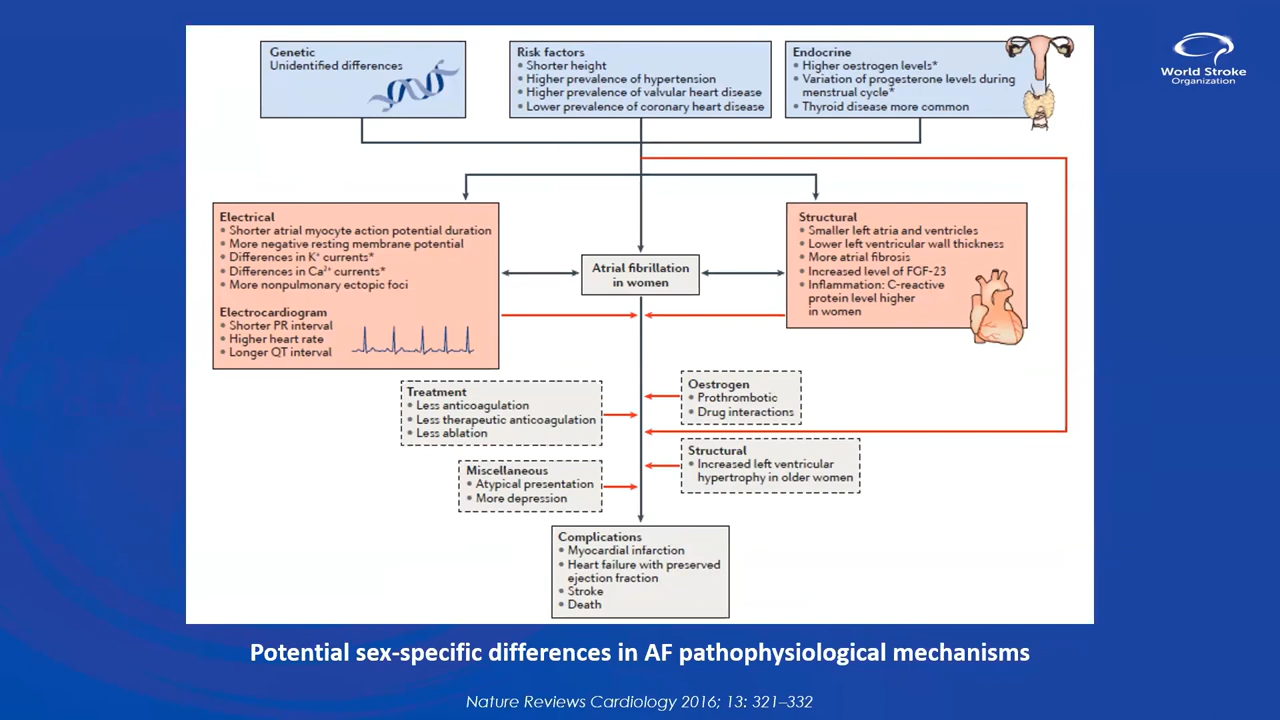 World Stroke
Organization
Genetic
Unidentified differences
Risk factors
• Shorter height
• Higher prevalence of hypertension
• Higher prevalence of valvular heart disease
• Lower prevalence of coronary heart disease
Endocrine
• Higher oestrogen levels*
• Variation of progesterone levels during
menstrual cycle*
• Thyroid disease more common
Electrical
• Shorter atrial myocyte action potential duration
• More negative resting membrane potential
• Differences in K⁺ currents*
• Differences in Ca²⁺ currents*
• More nonpulmonary ectopic foci
Electrocardiogram
• Shorter PR interval
• Higher heart rate
• Longer QT interval
Atrial fibrillation
in women
Structural
• Smaller left atria and ventricles
• Lower left ventricular wall thickness
• More atrial fibrosis
• Increased level of FGF-23
• Inflammation: C-reactive
protein level higher
in women
Treatment
• Less anticoagulation
• Less therapeutic anticoagulation
• Less ablation
Oestrogen
• Prothrombotic
• Drug interactions
Miscellaneous
• Atypical presentation
• More depression
Structural
• Increased left ventricular
hypertrophy in older women
Complications
• Myocardial infarction
• Heart failure with preserved
ejection fraction
• Stroke
• Death
Potential sex-specific differences in AF pathophysiological mechanisms
Nature Reviews Cardiology 2016; 13: 321–332